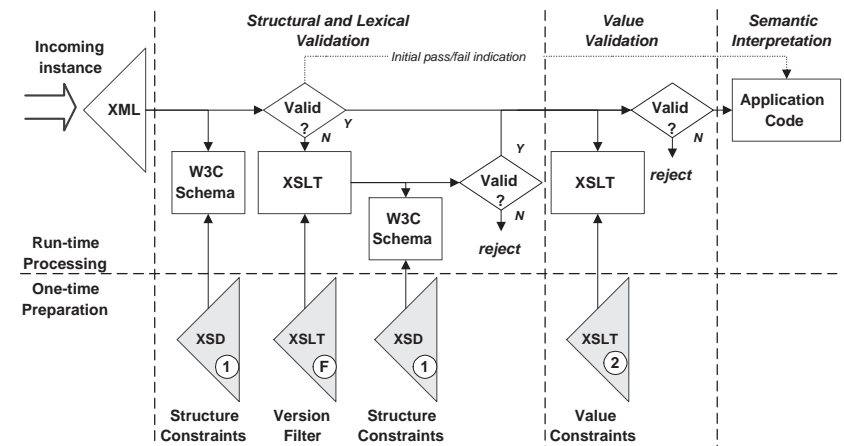 Structural and Lexical
Validation
Value
Validation
Semantic
Interpretation
Incoming
instance
Initial pass/fail indication
XML
Valid
?
Y
N
Valid
?
N
reject
Application
Code
W3C
Schema
XSLT
Valid
?
Y
N
reject
XSLT
W3C
Schema
Run-time
Processing
One-time
Preparation
XSD
1
XSLT
F
XSD
1
XSLT
2
Structure
Constraints
Version
Filter
Structure
Constraints
Value
Constraints